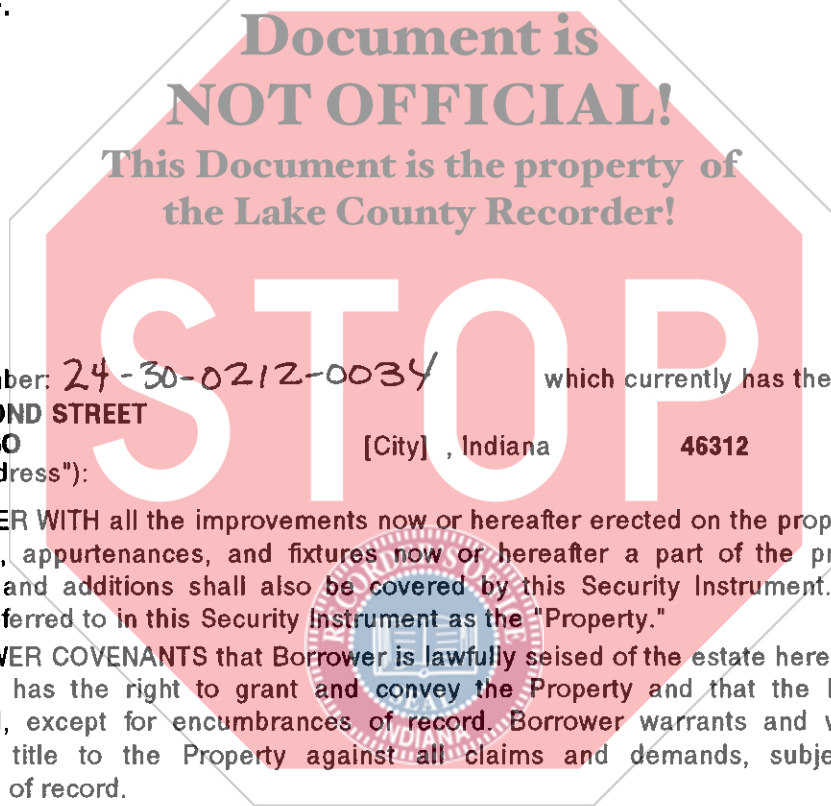 Document is
NOT OFFICIAL!
This Document is the property of
the Lake County Recorder!
STOP
ber: 24-30-0212-0034 which currently has the
OND STREET
GO [City] , Indiana 46312
dress"):
ER WITH all the improvements now or hereafter erected on the prop
, appurtenances, and fixtures now or hereafter a part of the pr
and additions shall also be covered by this Security Instrument.
ferred to in this Security Instrument as the "Property."
VER COVENANTS that Borrower is lawfully seised of the estate here
has the right to grant and convey the Property and that the
, except for encumbrances of record. Borrower warrants and
title to the Property against all claims and demands, subje
of record.
RECORDER'S OFFICE
SEAL
INDIANA